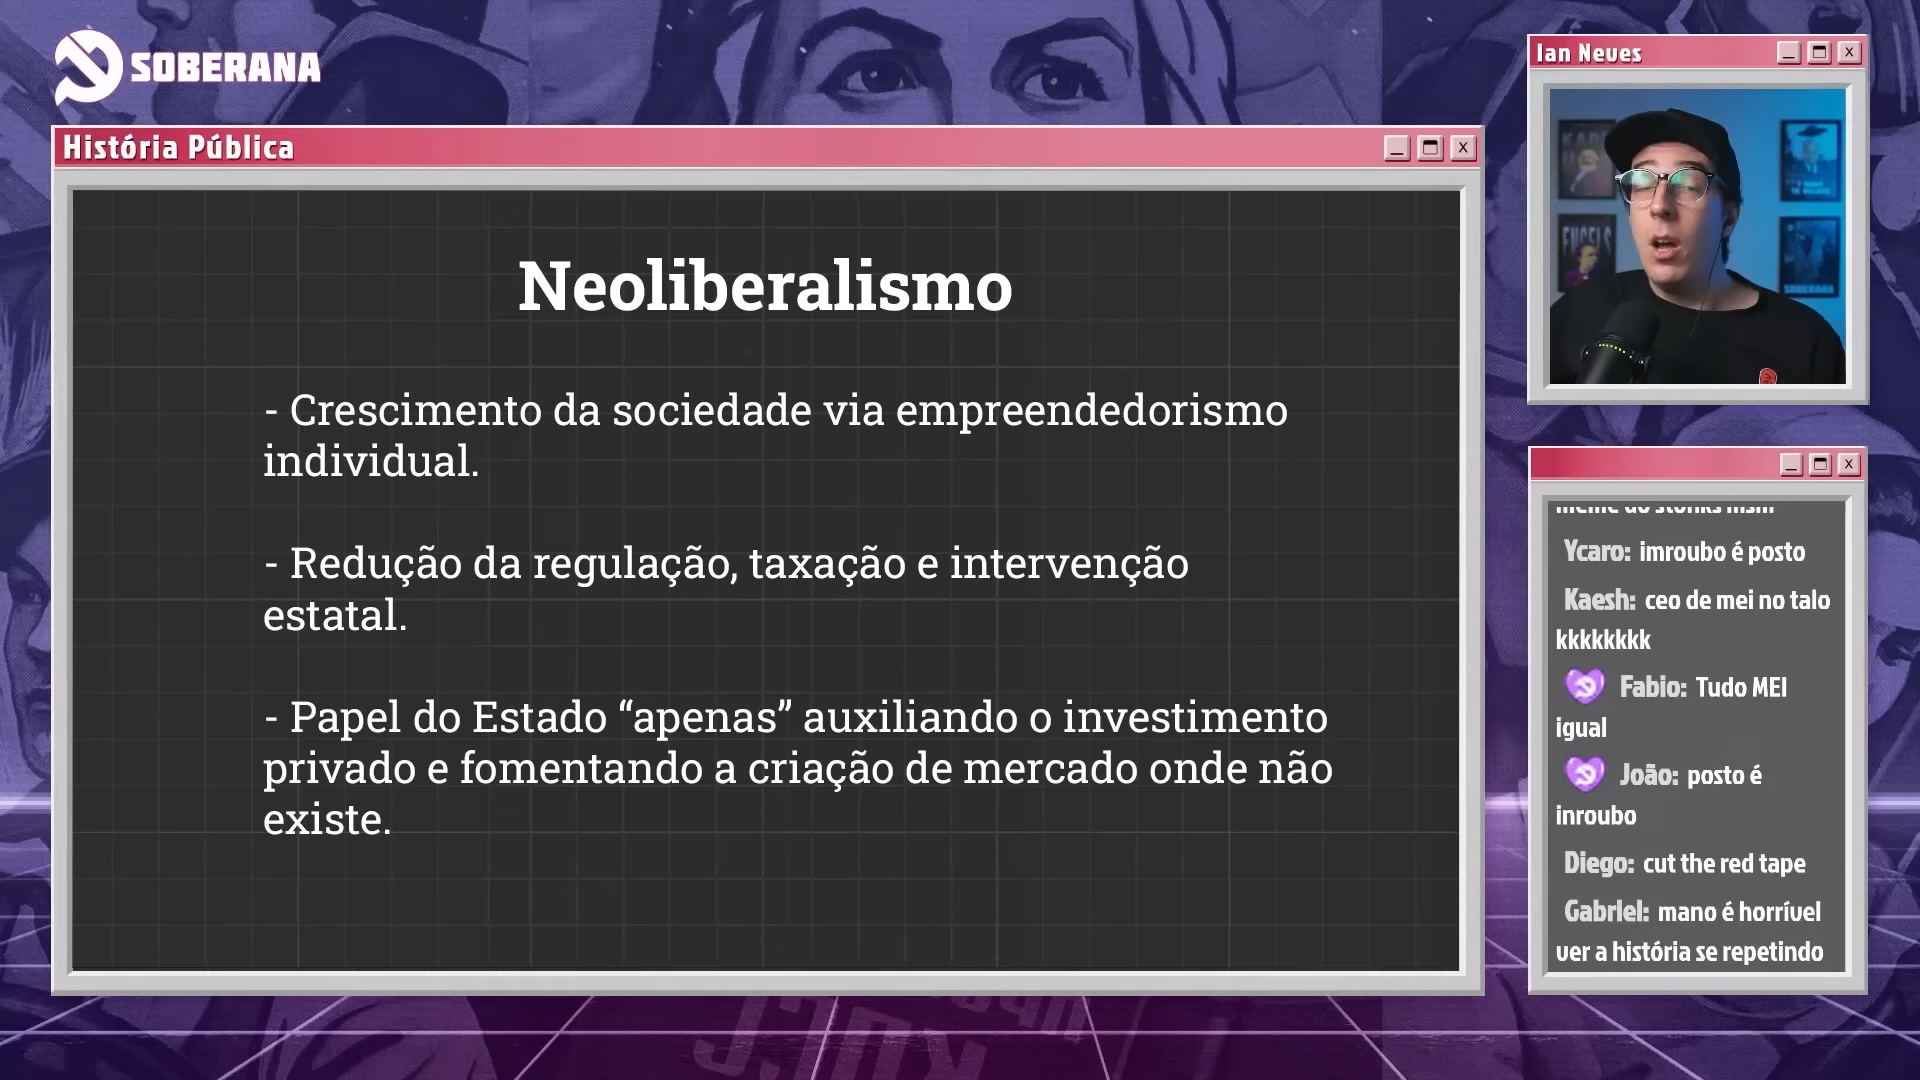 SOBERANA
História Pública
Neoliberalismo
- Crescimento da sociedade via empreendedorismo
individual.
- Redução da regulação, taxação e intervenção
estatal.
- Papel do Estado “apenas” auxiliando o investimento
privado e fomentando a criação de mercado onde não
existe.
Ian Neves
KARL
ENGELS
SOBERANA
Ycaro: imroubo é posto
Kaesh: ceo de mei no talo
kkkkkkkk
Fabio: Tudo MEI
igual
João: posto é
inroubo
Diego: cut the red tape
Gabriel: mano é horrível
ver a história se repetindo